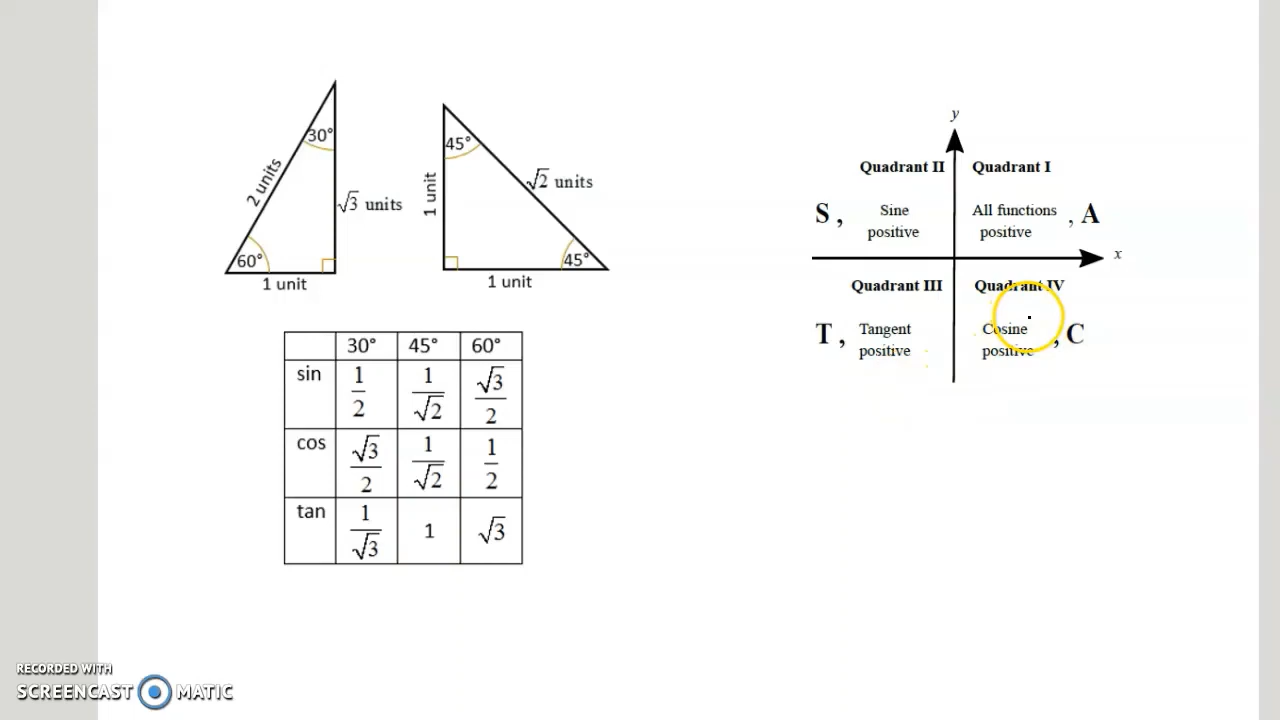 30°
2 units
√3 units
60°
1 unit
45°
1 unit
√2 units
45°
1 unit
30° 45° 60°
sin 1/2 1/√2 √3/2
cos √3/2 1/√2 1/2
tan 1/√3 1 √3
y
Quadrant II Quadrant I
S , Sine positive All functions positive , A
x
Quadrant III Quadrant IV
T , Tangent positive Cosine positive , C
RECORDED WITH
SCREENCAST MATIC